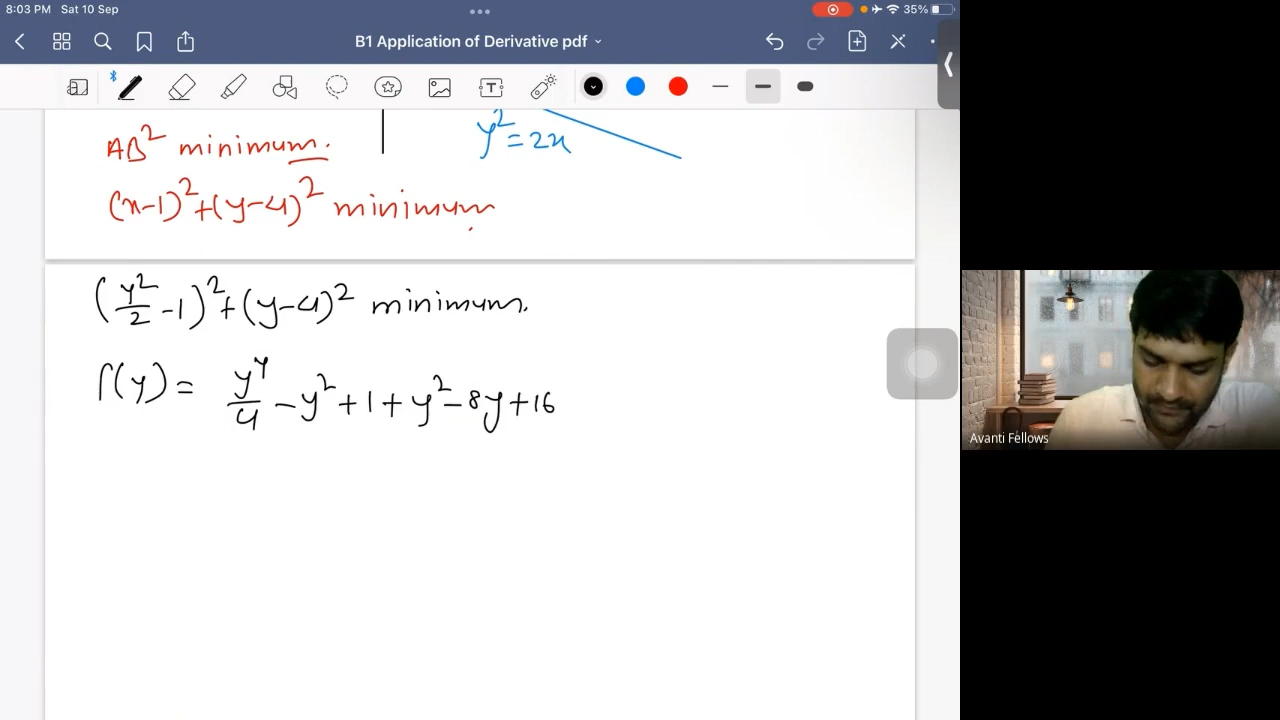 8:03 PM Sat 10 Sep
35%
B1 Application of Derivative pdf
T
y² = 2x
AB² minimum.
(x-1)²+(y-4)² minimum
(y²/2 -1)²+(y-4)² minimum.
f(y) = y⁴/4 - y² + 1 + y² - 8y + 16
Avanti Fellows